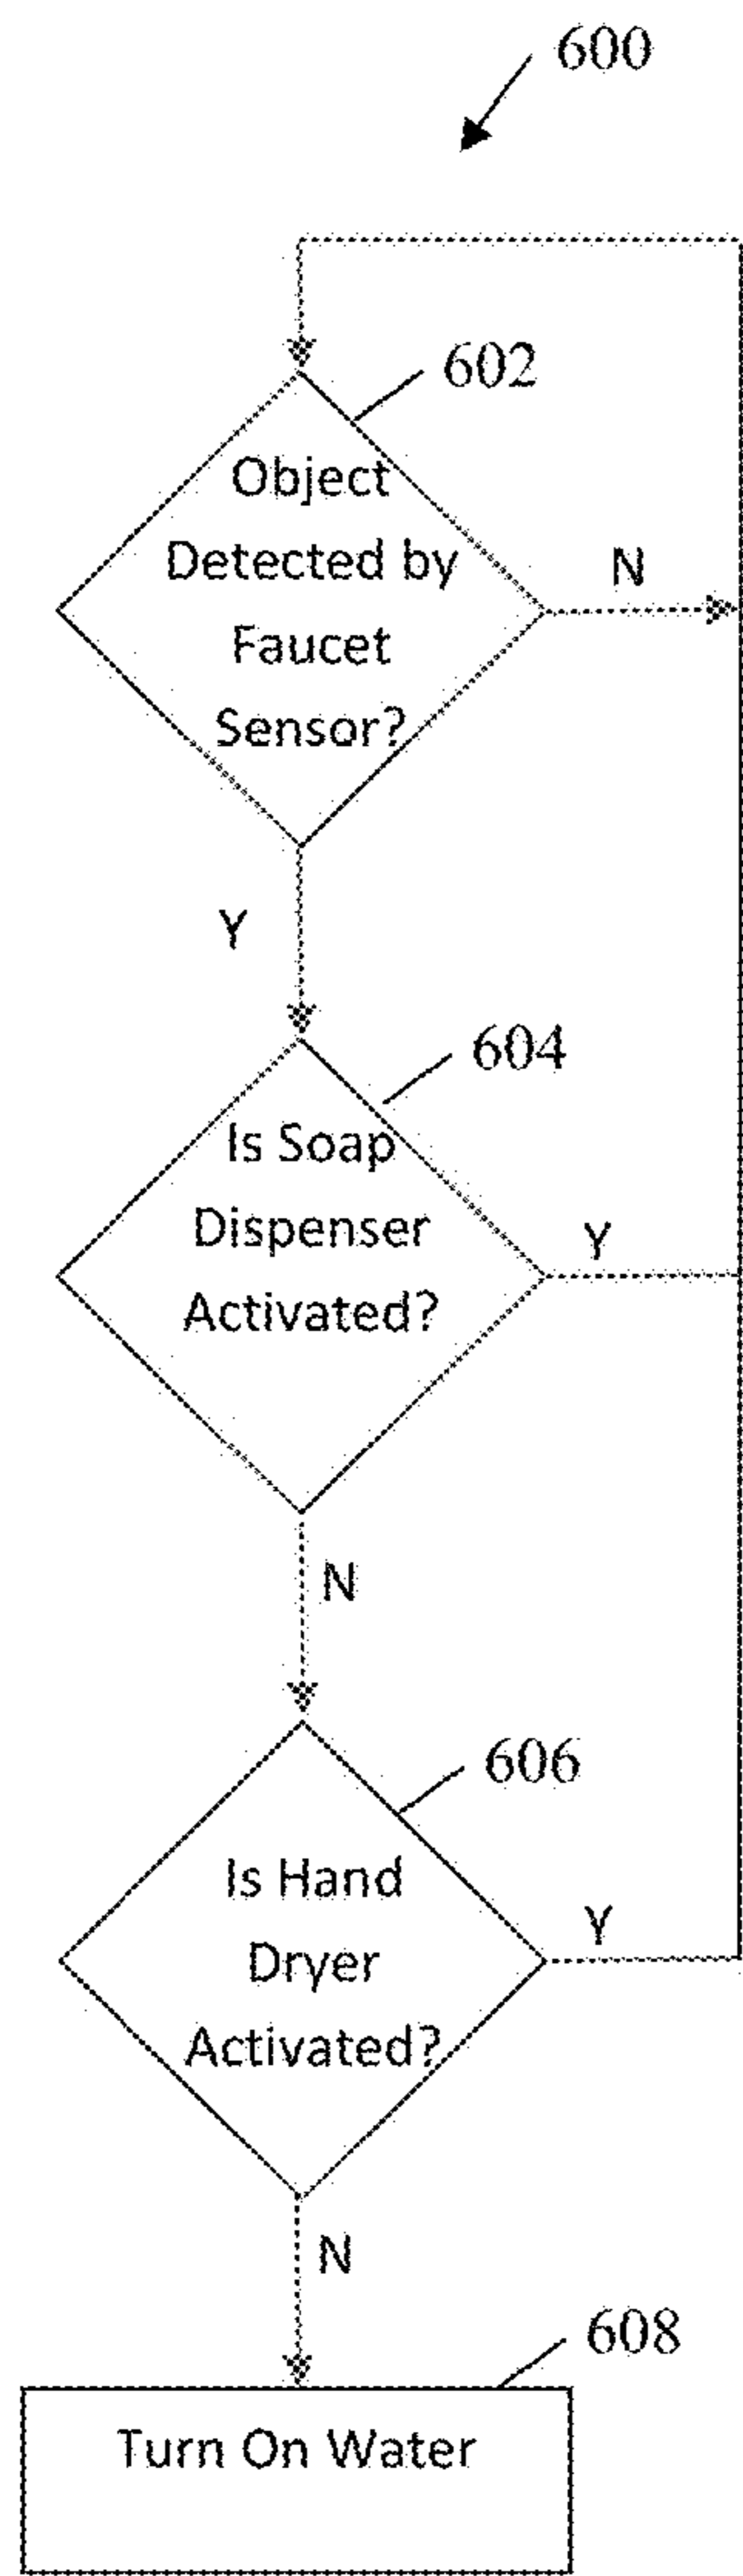 600
602
Object
Detected by
Faucet
Sensor?
N
Y
604
Is Soap
Dispenser
Activated?
Y
N
606
Is Hand
Dryer
Activated?
Y
N
608
Turn On Water